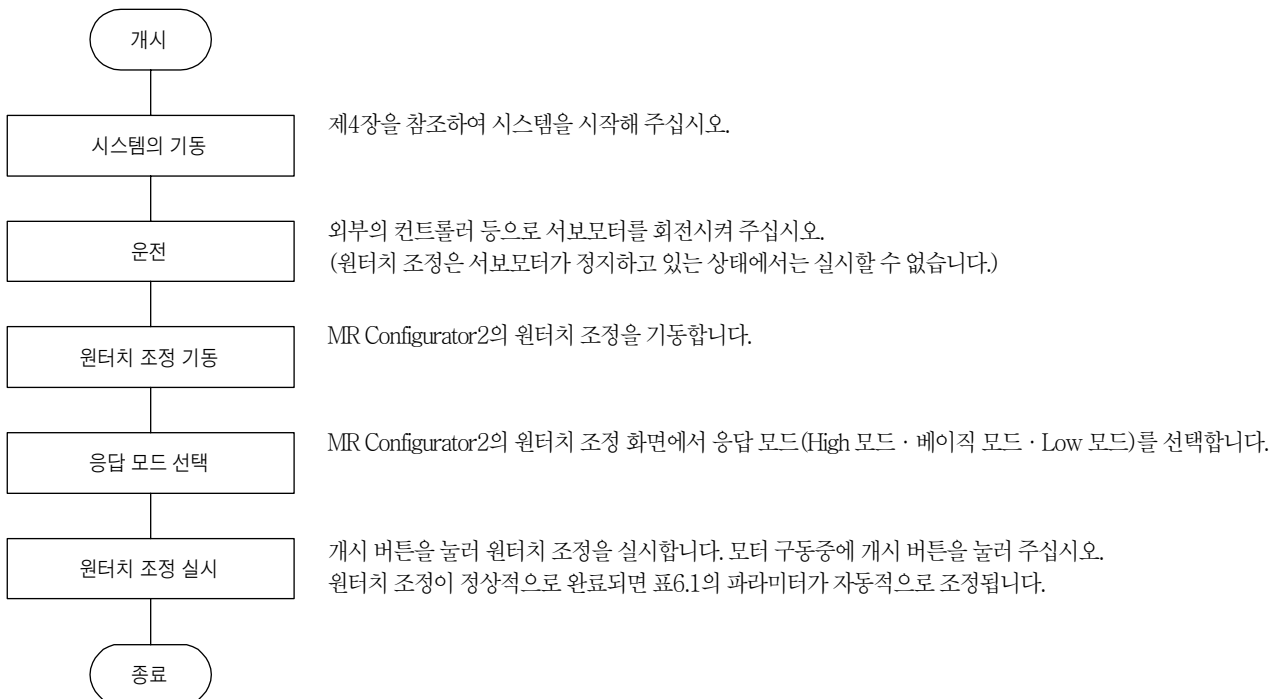 개시
시스템의 기동
제4장을 참조하여 시스템을 시작해 주십시오.
운전
외부의 컨트롤러 등으로 서보모터를 회전시켜 주십시오.
(원터치 조정은 서보모터가 정지하고 있는 상태에서는 실시할 수 없습니다.)
원터치 조정 기동
MR Configurator2의 원터치 조정을 기동합니다.
응답 모드 선택
MR Configurator2의 원터치 조정 화면에서 응답 모드(High 모드 · 베이직 모드 · Low 모드)를 선택합니다.
원터치 조정 실시
개시 버튼을 눌러 원터치 조정을 실시합니다. 모터 구동중에 개시 버튼을 눌러 주십시오.
원터치 조정이 정상적으로 완료되면 표6.1의 파라미터가 자동적으로 조정됩니다.
종료